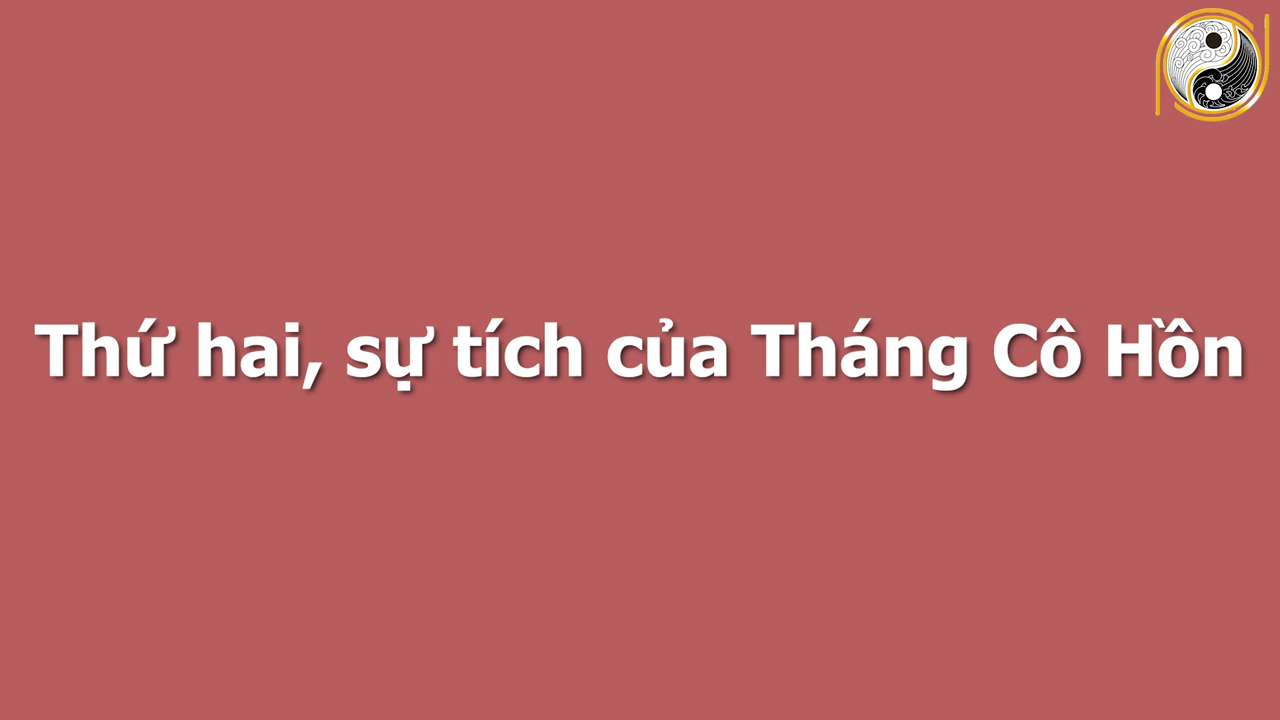 Thứ hai, sự tích của Tháng Cô Hồn